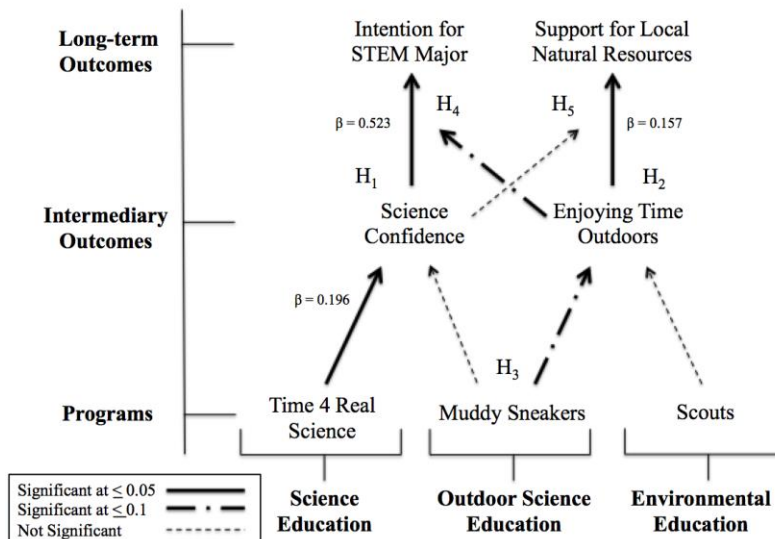 Long-term
Outcomes
Intention for
STEM Major
Support for Local
Natural Resources
H4
H5
β = 0.523
β = 0.157
H1
H2
Intermediary
Outcomes
Science
Confidence
Enjoying Time
Outdoors
β = 0.196
H3
Programs
Time 4 Real
Science
Muddy Sneakers
Scouts
Science
Education
Outdoor Science
Education
Environmental
Education
Significant at ≤ 0.05
Significant at ≤ 0.1
Not Significant